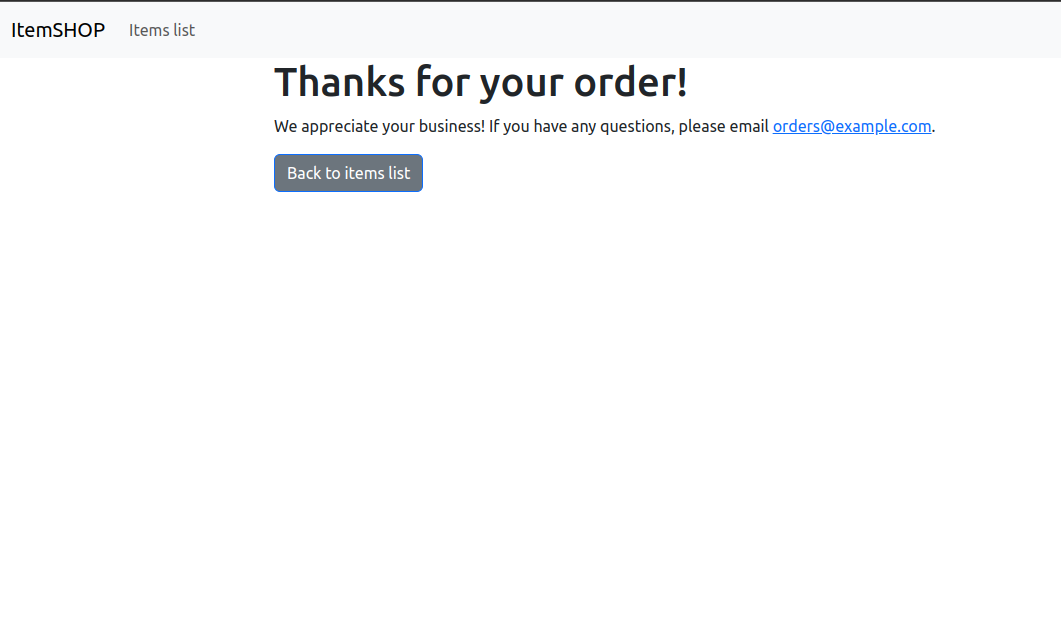 ItemSHOP Items list
Thanks for your order!
We appreciate your business! If you have any questions, please email orders@example.com.
Back to items list